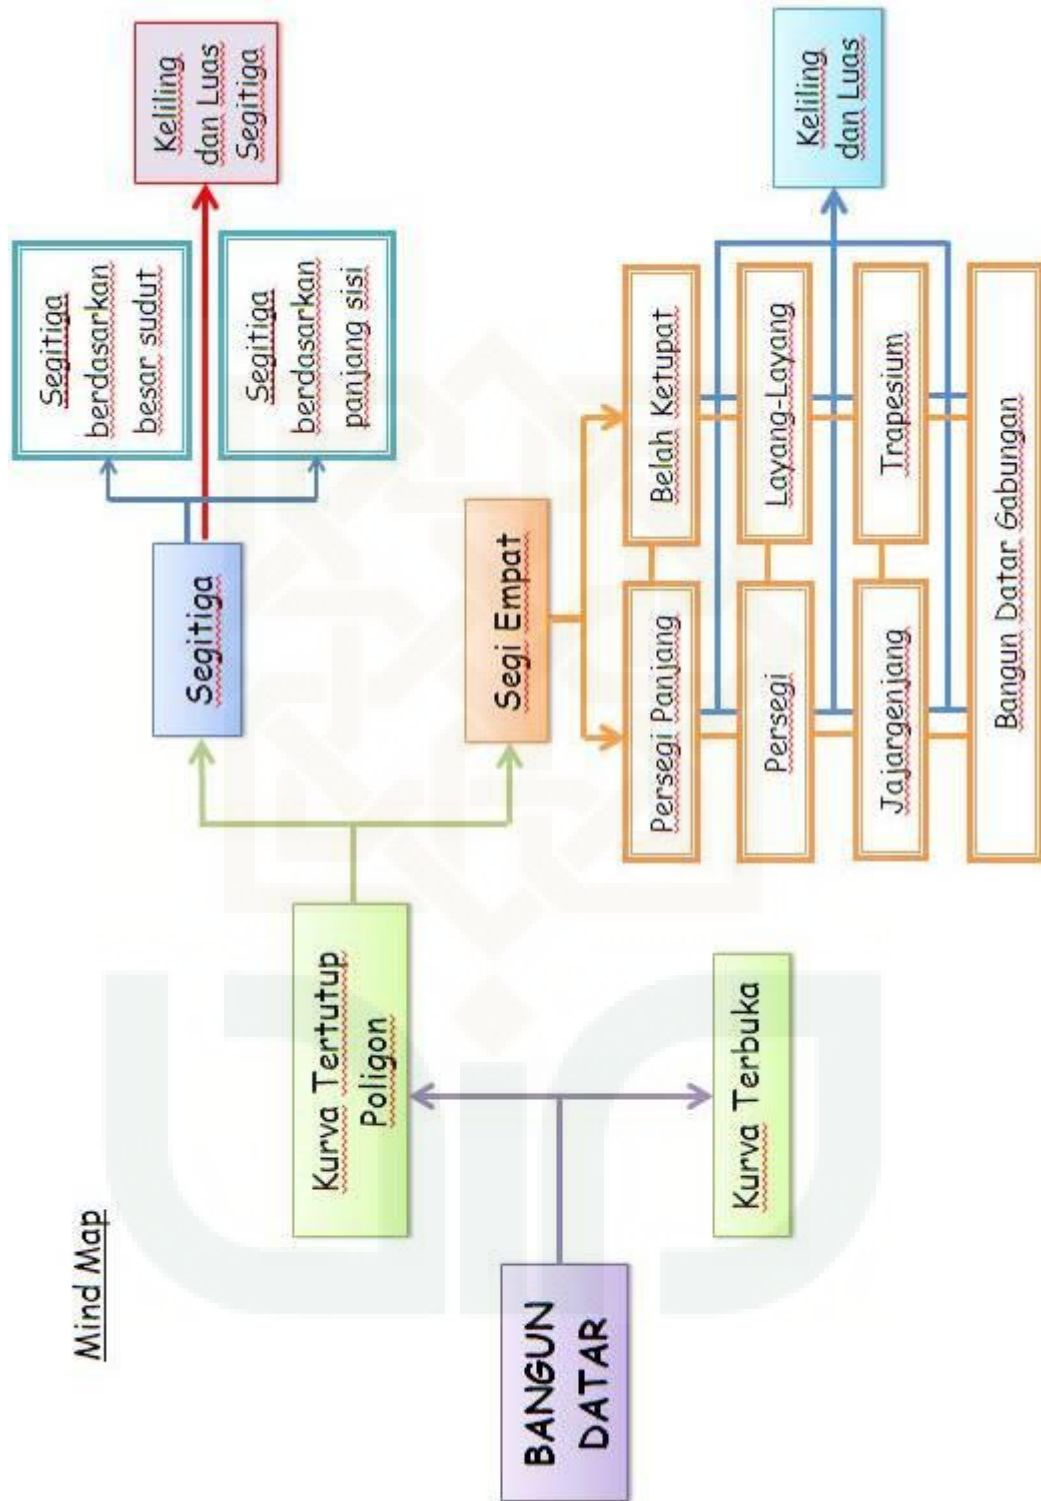 Mind Map
BANGUN
DATAR
Kurva Tertutup
Poligon
Kurva Terbuka
Segitiga
Segi Empat
Segitiga
berdasarkan
besar sudut
Segitiga
berdasarkan
panjang sisi
Keliling
dan Luas
Segitiga
Persegi Panjang
Belah Ketupat
Persegi
Layang-Layang
Jajargenjang
Trapesium
Bangun Datar Gabungan
Keliling
dan Luas